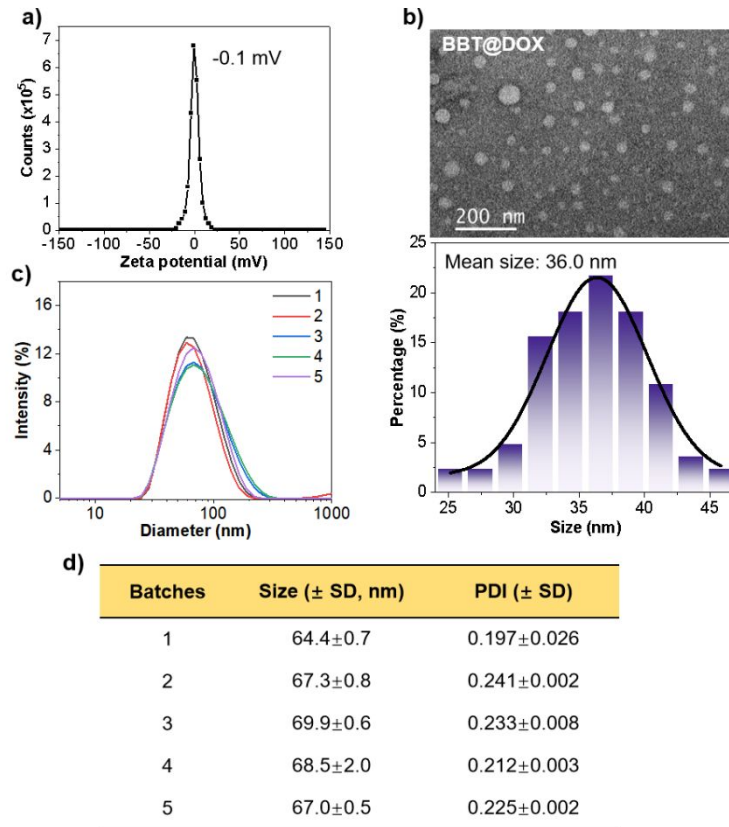 a)
7
6
5
4
3
2
1
0
Counts (x10⁵)
-0.1 mV
-150 -100 -50 0 50 100 150
Zeta potential (mV)
b)
BBT@DOX
200 nm
25
20
15
10
5
0
Percentage (%)
Mean size: 36.0 nm
25 30 35 40 45
Size (nm)
c)
16
12
8
4
0
Intensity (%)
1
2
3
4
5
10 100 1000
Diameter (nm)
d)
Batches Size (± SD, nm) PDI (± SD)
1 64.4±0.7 0.197±0.026
2 67.3±0.8 0.241±0.002
3 69.9±0.6 0.233±0.008
4 68.5±2.0 0.212±0.003
5 67.0±0.5 0.225±0.002